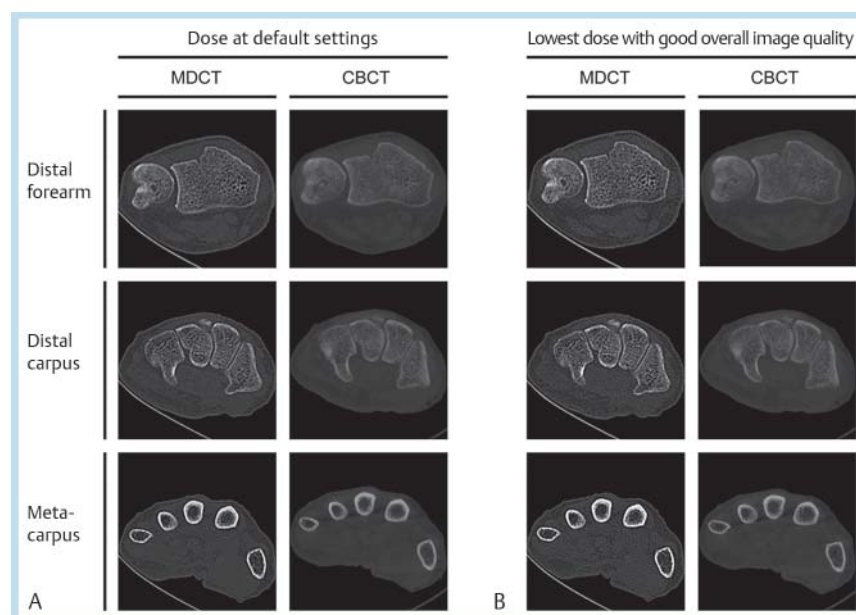 Dose at default settings
Lowest dose with good overall image quality
MDCT
CBCT
MDCT
CBCT
Distal
forearm
Distal
carpus
Meta-
carpus
A
B